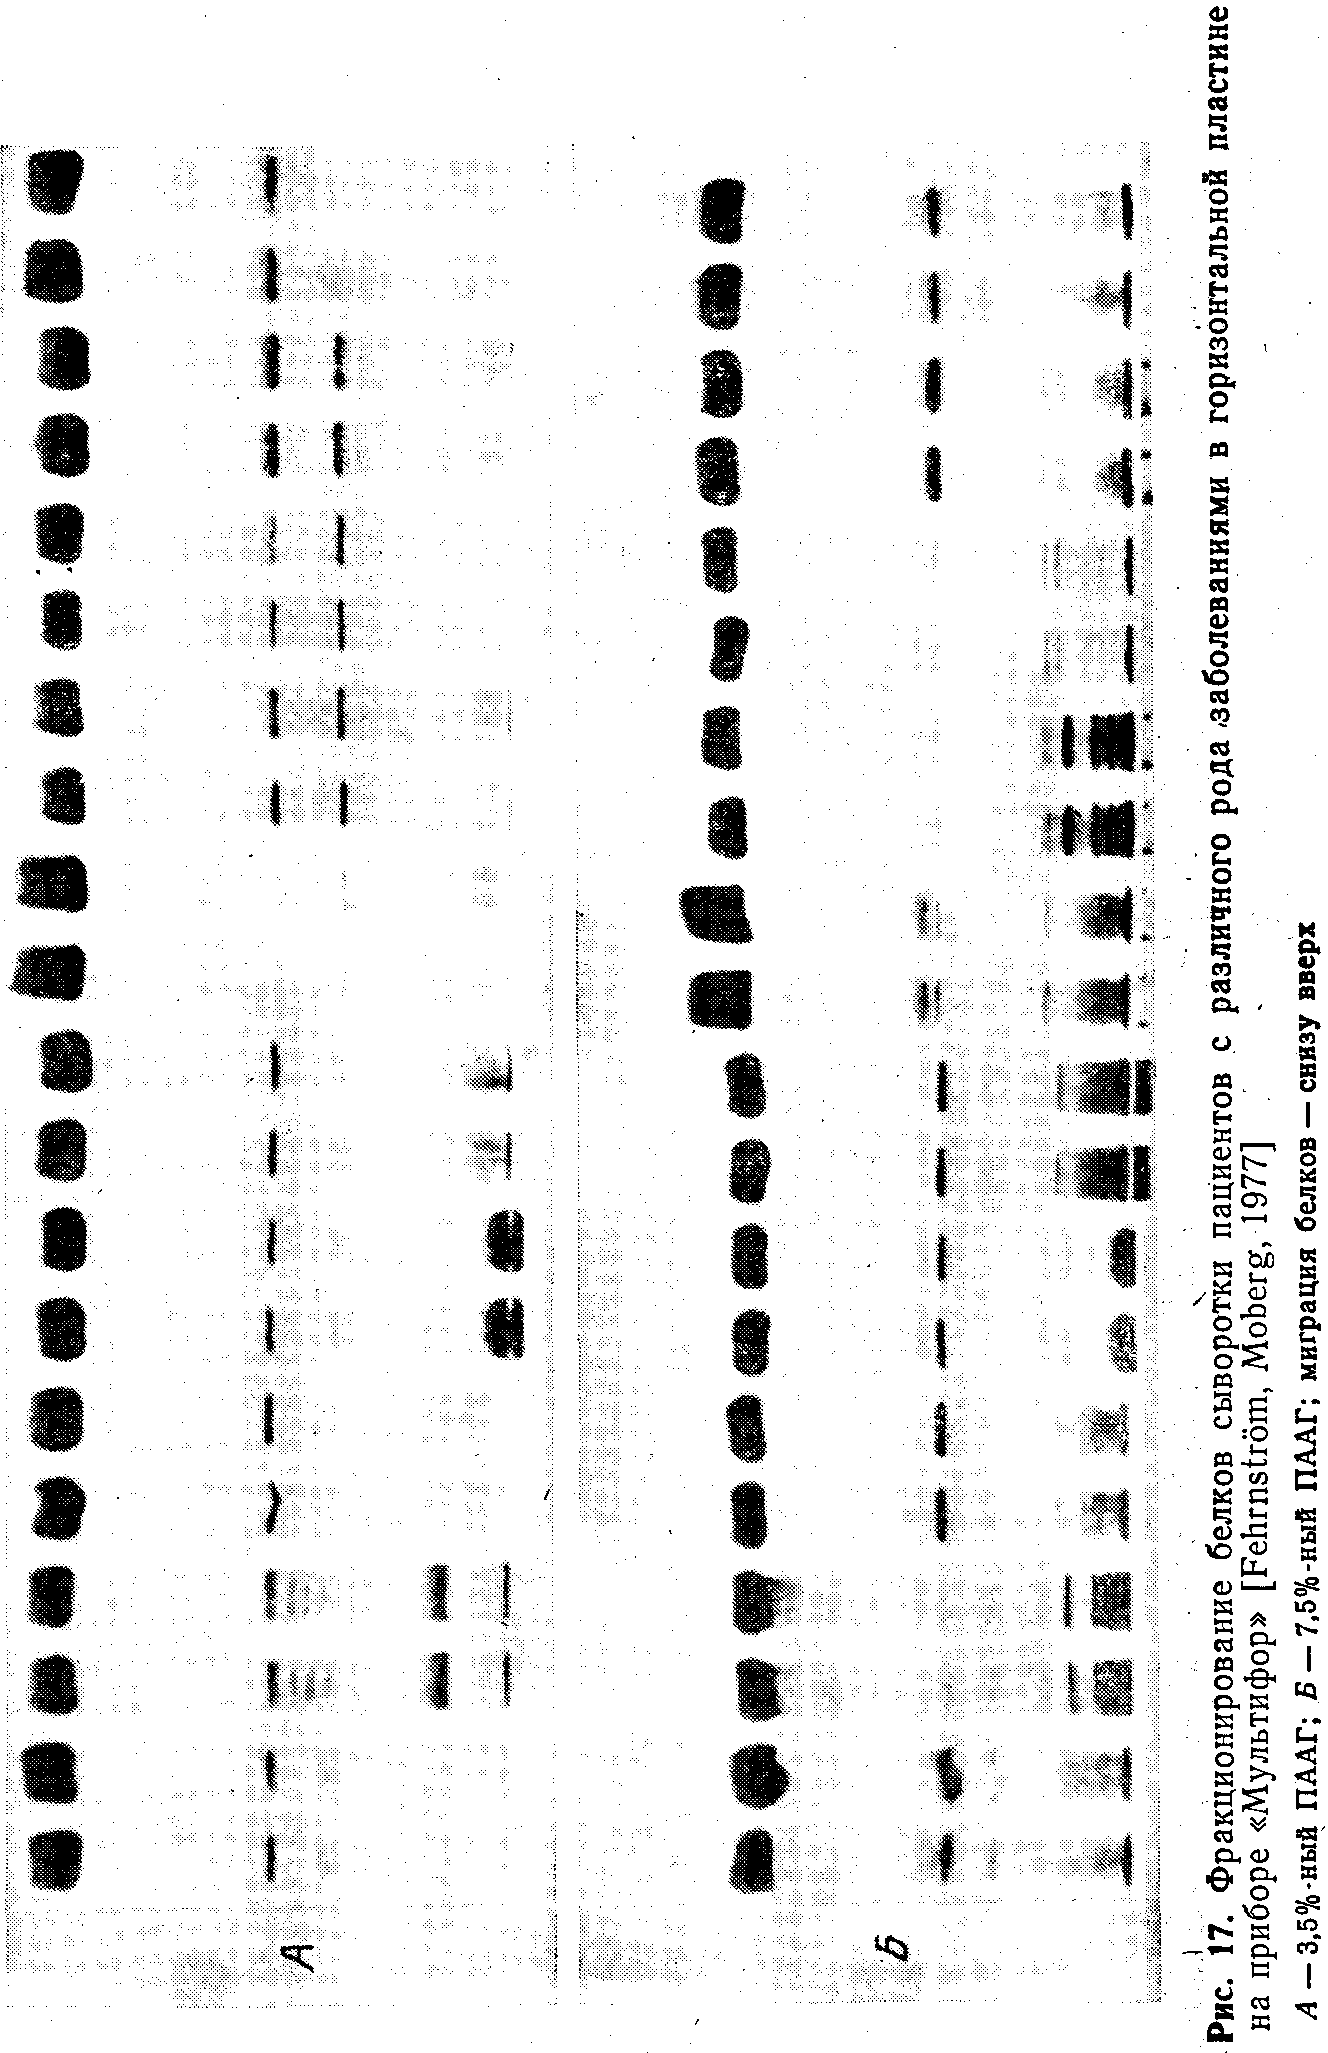 А
Б
Рис. 17. Фракционирование белков сыворотки пациентов с различного рода заболеваниями в горизонтальной пластине
на приборе «Мультифор» [Fehrnström, Moberg, 1977]
А — 3,5%-ный ПААГ; Б — 7,5%-ный ПААГ; миграция белков — снизу вверх